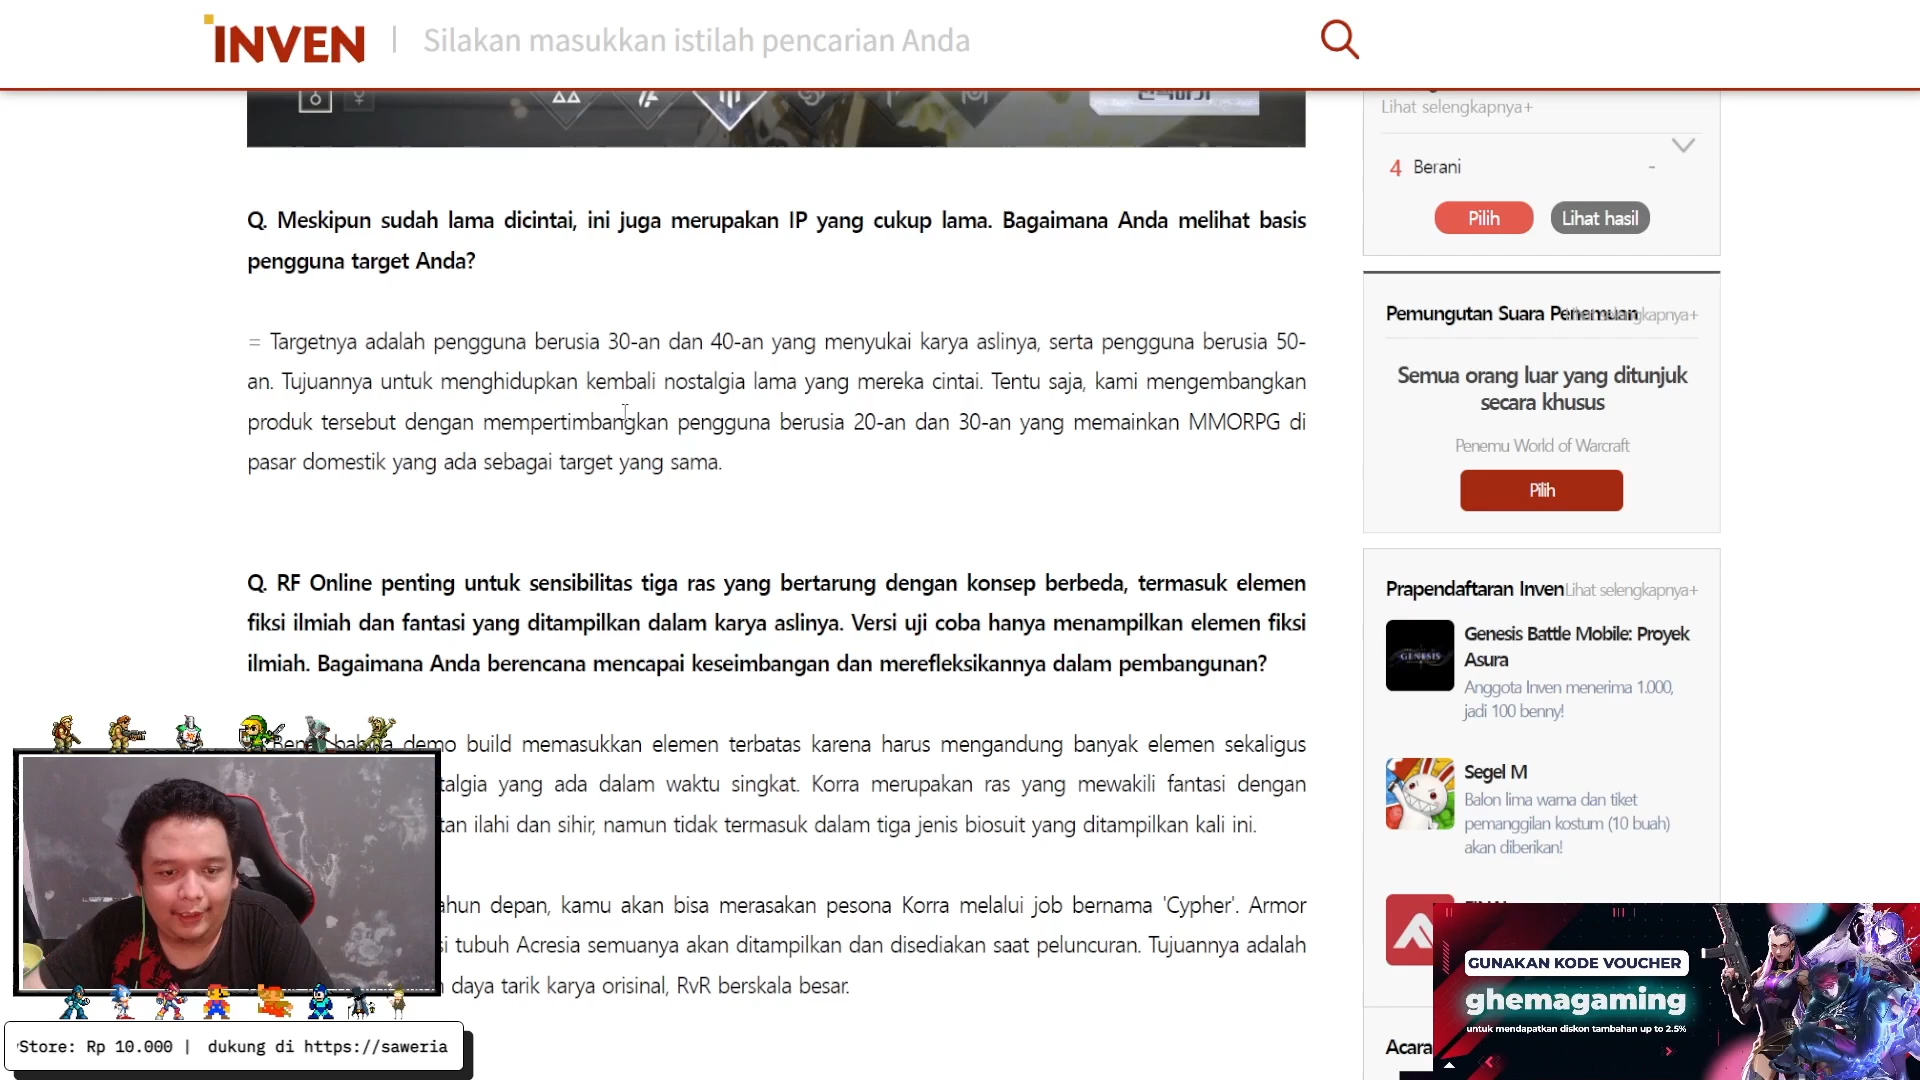 INVEN
Silakan masukkan istilah pencarian Anda
Q. Meskipun sudah lama dicintai, ini juga merupakan IP yang cukup lama. Bagaimana Anda melihat basis
pengguna target Anda?
= Targetnya adalah pengguna berusia 30-an dan 40-an yang menyukai karya aslinya, serta pengguna berusia 50-
an. Tujuannya untuk menghidupkan kembali nostalgia lama yang mereka cintai. Tentu saja, kami mengembangkan
produk tersebut dengan mempertimbangkan pengguna berusia 20-an dan 30-an yang memainkan MMORPG di
pasar domestik yang ada sebagai target yang sama.
Q. RF Online penting untuk sensibilitas tiga ras yang bertarung dengan konsep berbeda, termasuk elemen
fiksi ilmiah dan fantasi yang ditampilkan dalam karya aslinya. Versi uji coba hanya menampilkan elemen fiksi
ilmiah. Bagaimana Anda berencana mencapai keseimbangan dan merefleksikannya dalam pembangunan?
demo build memasukkan elemen terbatas karena harus mengandung banyak elemen sekaligus
talgia yang ada dalam waktu singkat. Korra merupakan ras yang mewakili fantasi dengan
tan ilahi dan sihir, namun tidak termasuk dalam tiga jenis biosuit yang ditampilkan kali ini.
ahun depan, kamu akan bisa merasakan pesona Korra melalui job bernama 'Cypher'. Armor
si tubuh Acresia semuanya akan ditampilkan dan disediakan saat peluncuran. Tujuannya adalah
daya tarik karya orisinal, RvR berskala besar.
Lihat selengkapnya+
4 Berani -
Pilih Lihat hasil
Pemungutan Suara Penemuan
Semua orang luar yang ditunjuk
secara khusus
Penemu World of Warcraft
Pilih
Prapendaftaran Inven Lihat selengkapnya+
GENESIS
Genesis Battle Mobile: Proyek
Asura
Anggota Inven menerima 1.000,
jadi 100 benny!
Segel M
Balon lima warna dan tiket
pemanggilan kostum (10 buah)
akan diberikan!
Acara
GUNAKAN KODE VOUCHER
ghemagaming
untuk mendapatkan diskon tambahan up to 2.5%
Store: Rp 10.000 | dukung di https://saweria